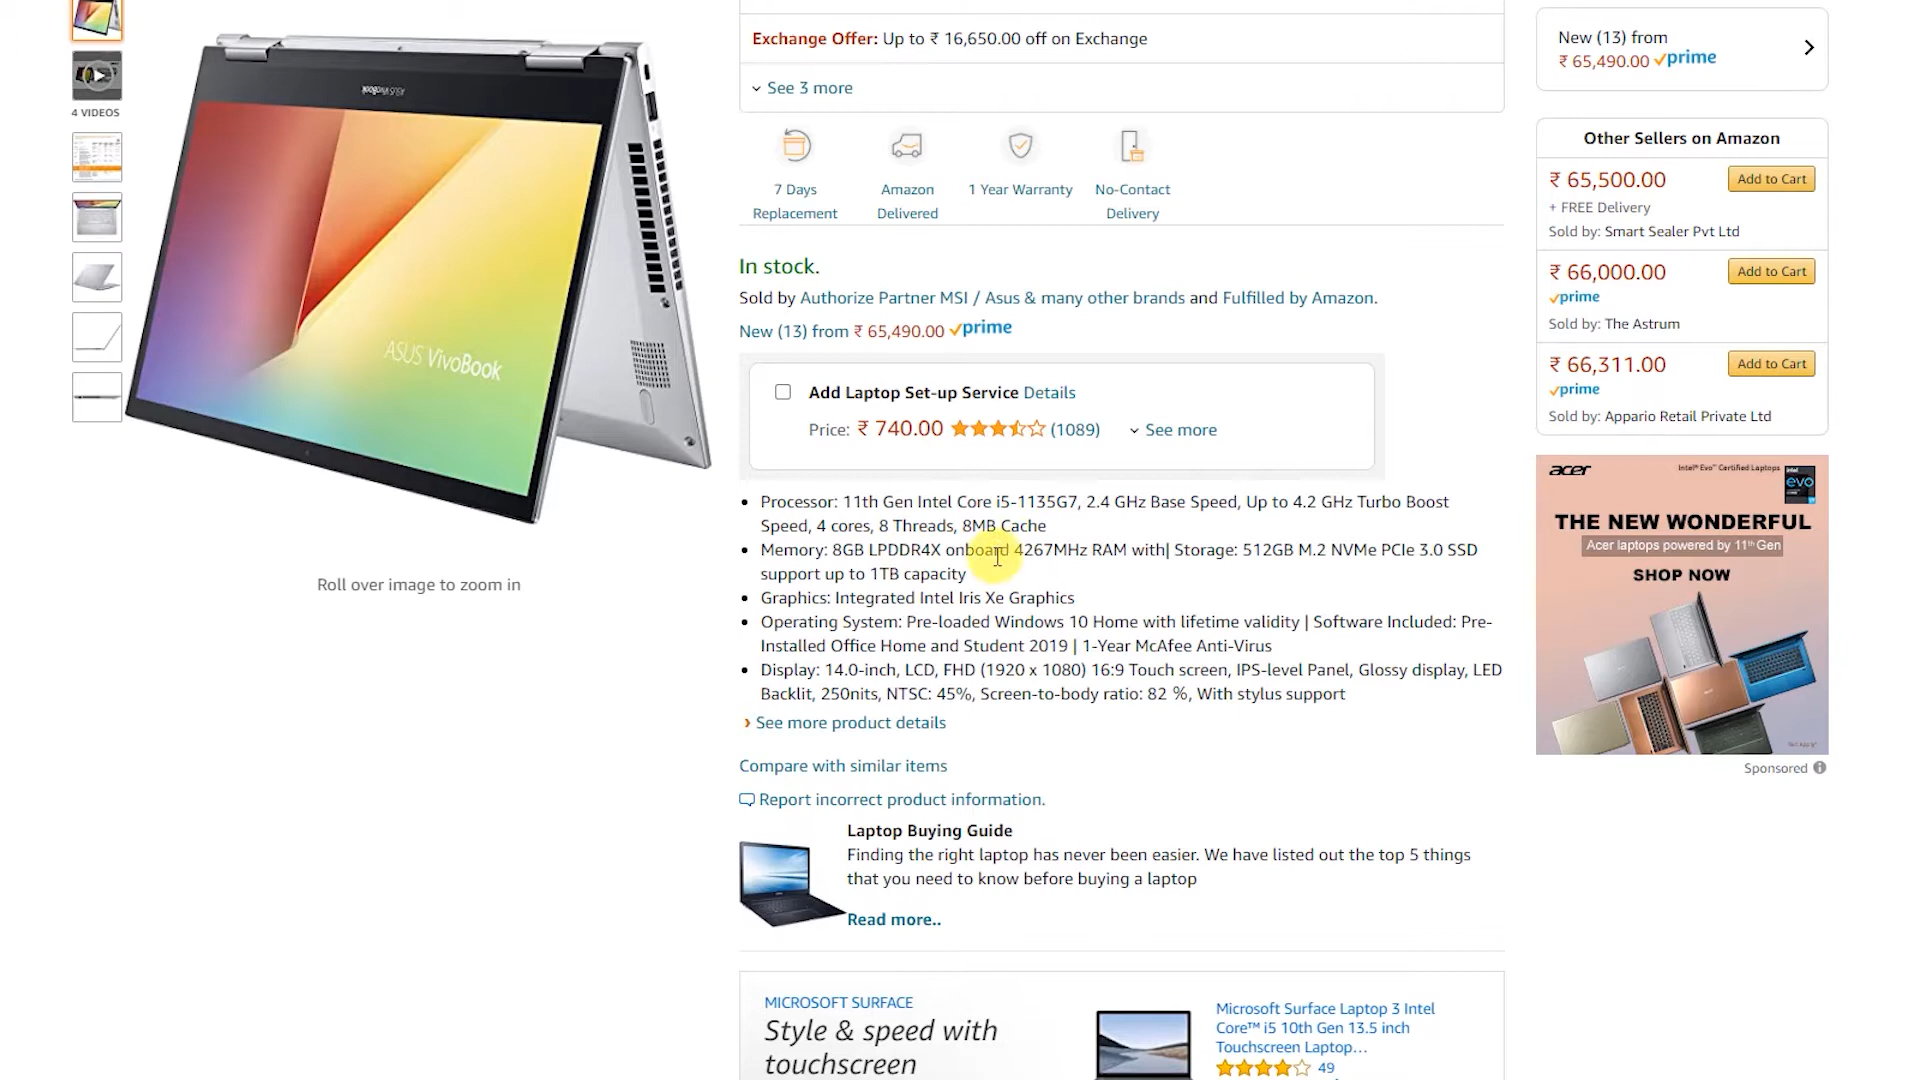 Exchange Offer: Up to ₹ 16,650.00 off on Exchange
See 3 more
4 VIDEOS
ASUS VivoBook
ASUS VivoBook
Roll over image to zoom in
7 Days
Replacement
Amazon
Delivered
1 Year Warranty
No-Contact
Delivery
In stock.
Sold by Authorize Partner MSI / Asus & many other brands and Fulfilled by Amazon.
New (13) from ₹ 65,490.00 prime
Add Laptop Set-up Service Details
Price: ₹ 740.00 (1089) See more
Processor: 11th Gen Intel Core i5-1135G7, 2.4 GHz Base Speed, Up to 4.2 GHz Turbo Boost
Speed, 4 cores, 8 Threads, 8MB Cache
Memory: 8GB LPDDR4X onboard 4267MHz RAM with| Storage: 512GB M.2 NVMe PCIe 3.0 SSD
support up to 1TB capacity
Graphics: Integrated Intel Iris Xe Graphics
Operating System: Pre-loaded Windows 10 Home with lifetime validity | Software Included: Pre-
Installed Office Home and Student 2019 | 1-Year McAfee Anti-Virus
Display: 14.0-inch, LCD, FHD (1920 x 1080) 16:9 Touch screen, IPS-level Panel, Glossy display, LED
Backlit, 250nits, NTSC: 45%, Screen-to-body ratio: 82 %, With stylus support
› See more product details
Compare with similar items
Report incorrect product information.
Laptop Buying Guide
Finding the right laptop has never been easier. We have listed out the top 5 things
that you need to know before buying a laptop
Read more..
MICROSOFT SURFACE
Style & speed with
touchscreen
Microsoft Surface Laptop 3 Intel
Core™ i5 10th Gen 13.5 inch
Touchscreen Laptop…
49
New (13) from
₹ 65,490.00 prime
Other Sellers on Amazon
₹ 65,500.00 Add to Cart
+ FREE Delivery
Sold by: Smart Sealer Pvt Ltd
₹ 66,000.00 Add to Cart
prime
Sold by: The Astrum
₹ 66,311.00 Add to Cart
prime
Sold by: Appario Retail Private Ltd
acer
Intel® Evo™ Certified Laptops
intel
evo
THE NEW WONDERFUL
Acer laptops powered by 11th Gen
SHOP NOW
Sponsored